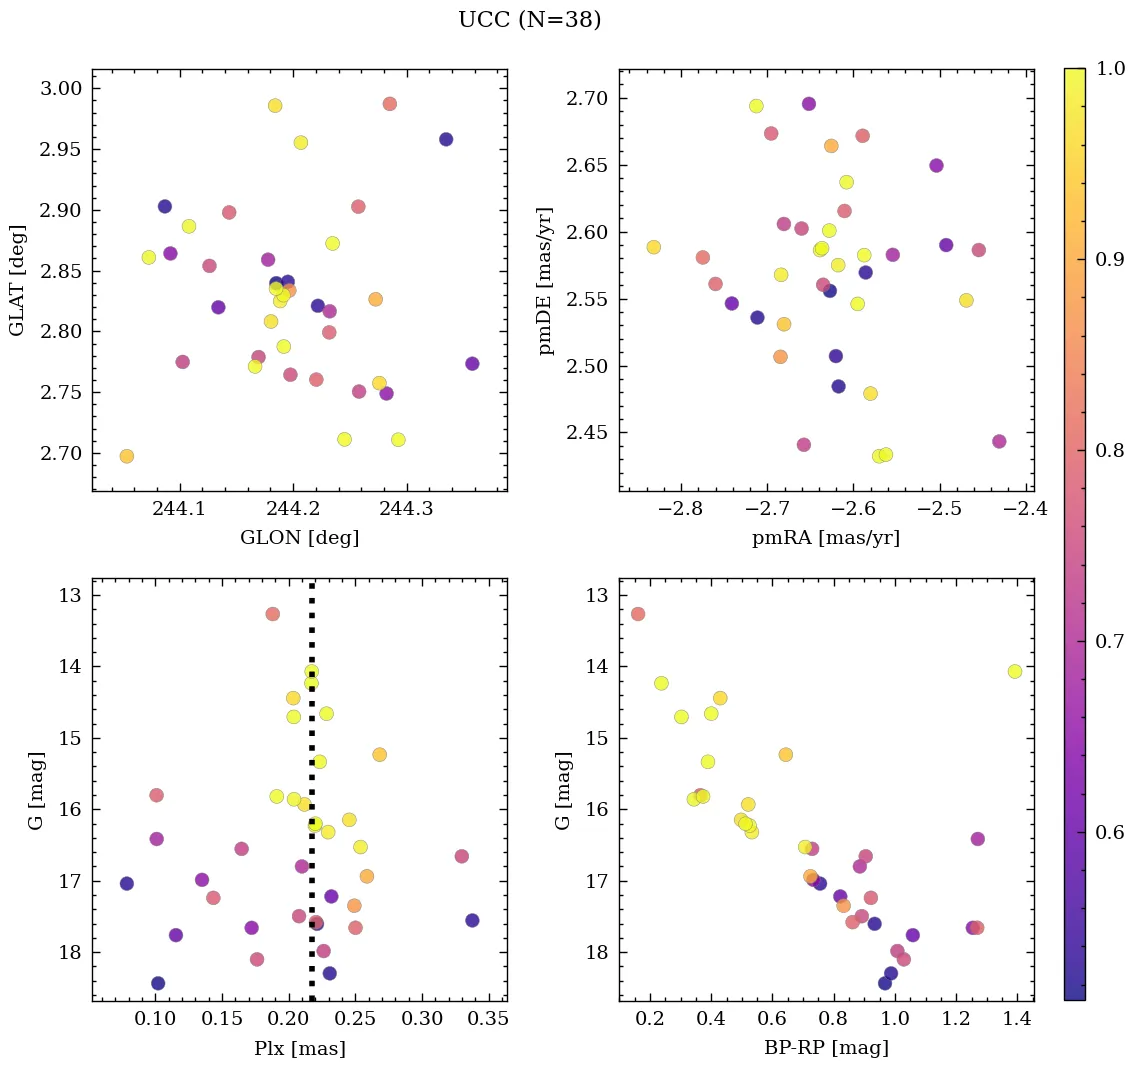 UCC (N=38)
3.00
2.95
2.90
2.85
2.80
2.75
2.70
GLAT [deg]
244.1 244.2 244.3
GLON [deg]
2.70
2.65
2.60
2.55
2.50
2.45
pmDE [mas/yr]
−2.8 −2.7 −2.6 −2.5 −2.4
pmRA [mas/yr]
1.0
0.9
0.8
0.7
0.6
13
14
15
16
17
18
G [mag]
0.10 0.15 0.20 0.25 0.30 0.35
Plx [mas]
13
14
15
16
17
18
G [mag]
0.2 0.4 0.6 0.8 1.0 1.2 1.4
BP-RP [mag]